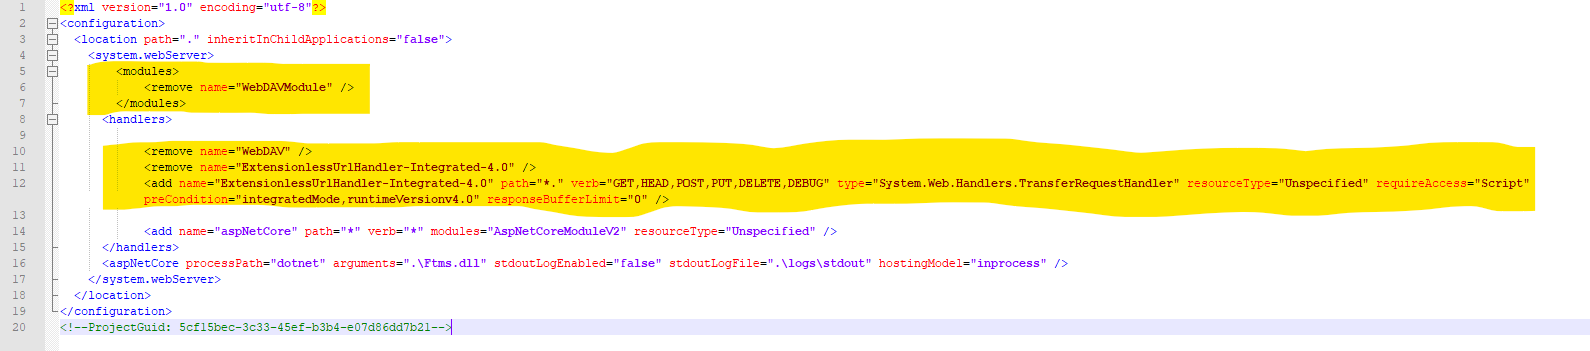 1 <?xml version="1.0" encoding="utf-8"?>
2 <configuration>
3 <location path="." inheritInChildApplications="false">
4 <system.webServer>
5 <modules>
6 <remove name="WebDAVModule" />
7 </modules>
8 <handlers>
9
10 <remove name="WebDAV" />
11 <remove name="ExtensionlessUrlHandler-Integrated-4.0" />
12 <add name="ExtensionlessUrlHandler-Integrated-4.0" path="*." verb="GET,HEAD,POST,PUT,DELETE,DEBUG" type="System.Web.Handlers.TransferRequestHandler" resourceType="Unspecified" requireAccess="Script"
preCondition="integratedMode,runtimeVersionv4.0" responseBufferLimit="0" />
13
14 <add name="aspNetCore" path="*" verb="*" modules="AspNetCoreModuleV2" resourceType="Unspecified" />
15 </handlers>
16 <aspNetCore processPath="dotnet" arguments=".\Ftms.dll" stdoutLogEnabled="false" stdoutLogFile=".\logs\stdout" hostingModel="inprocess" />
17 </system.webServer>
18 </location>
19 </configuration>
20 <!--ProjectGuid: 5cf15bec-3c33-45ef-b3b4-e07d86dd7b21-->